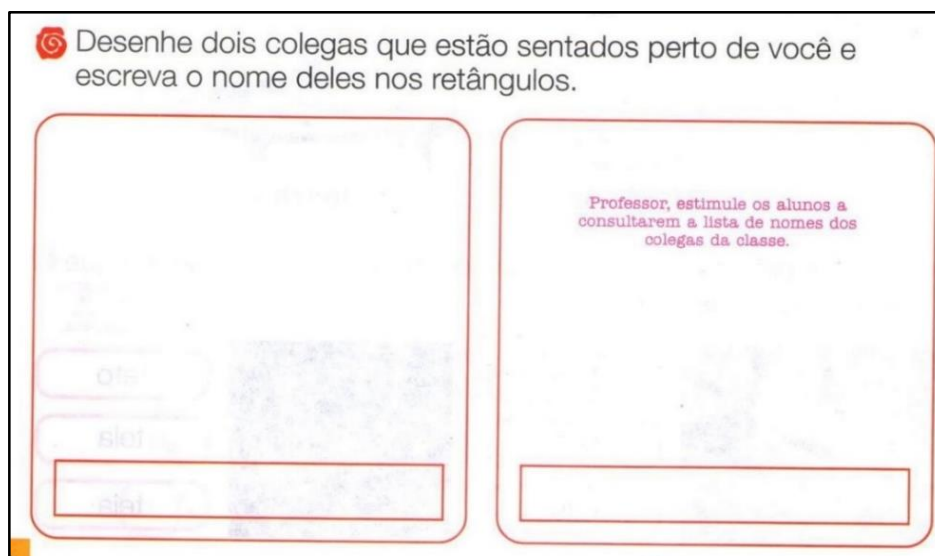 Desenhe dois colegas que estão sentados perto de você e
escreva o nome deles nos retângulos.
Professor, estimule os alunos a
consultarem a lista de nomes dos
colegas da classe.